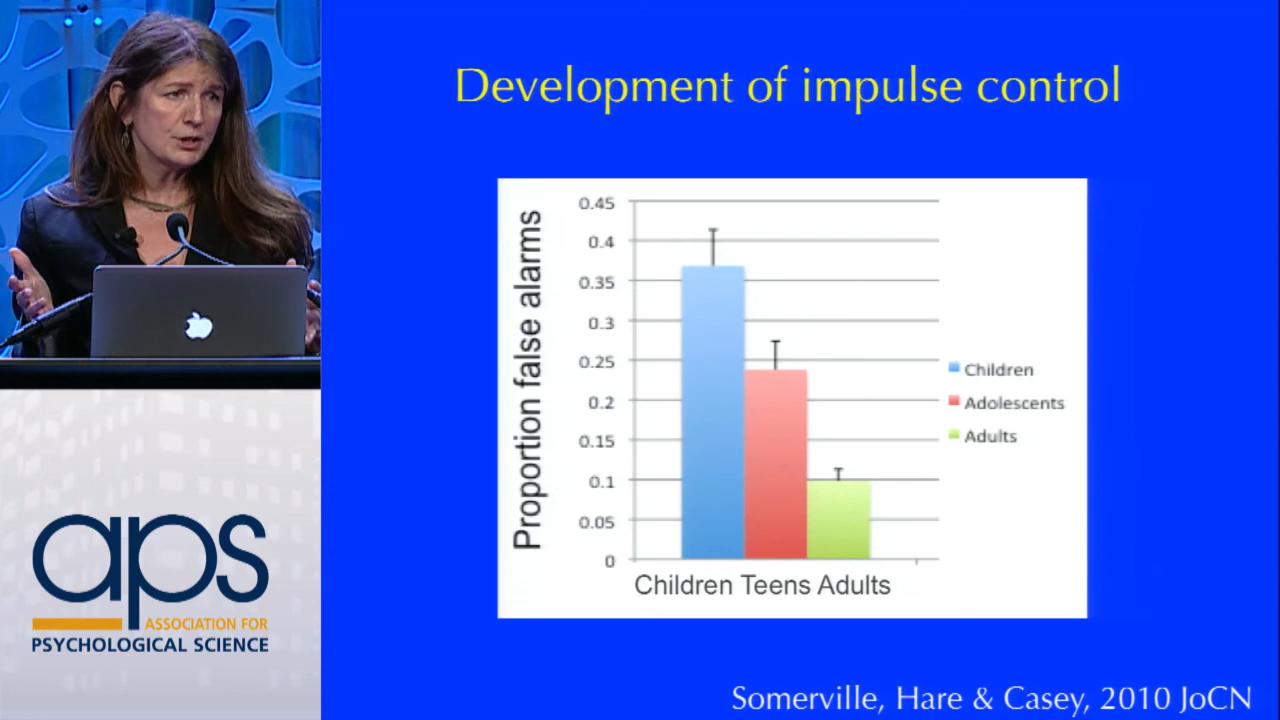 Development of impulse control
Proportion false alarms
0.45
0.4
0.35
0.3
0.25
0.2
0.15
0.1
0.05
0
Children Teens Adults
Children
Adolescents
Adults
Somerville, Hare & Casey, 2010 JoCN
aps
ASSOCIATION FOR
PSYCHOLOGICAL SCIENCE